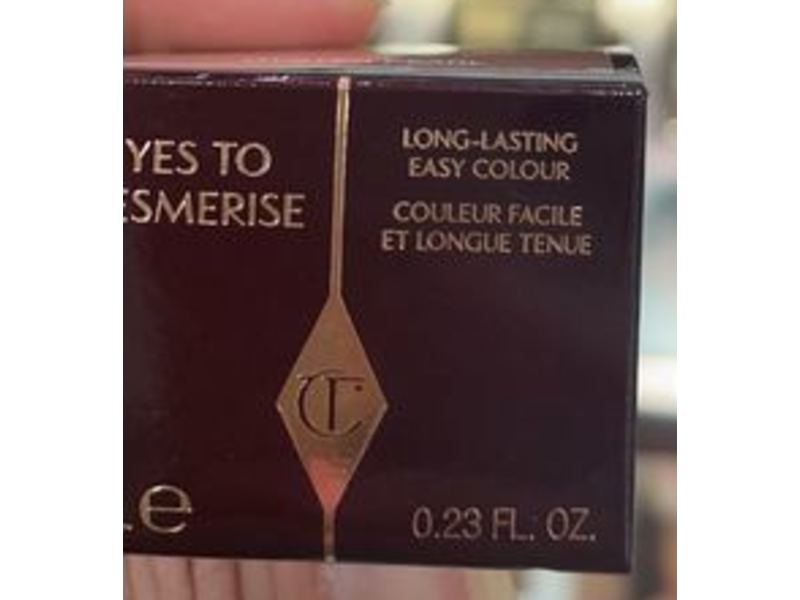 YES TO
ESMERISE
LONG-LASTING
EASY COLOUR
COULEUR FACILE
ET LONGUE TENUE
CT
e
0.23 FL. OZ.